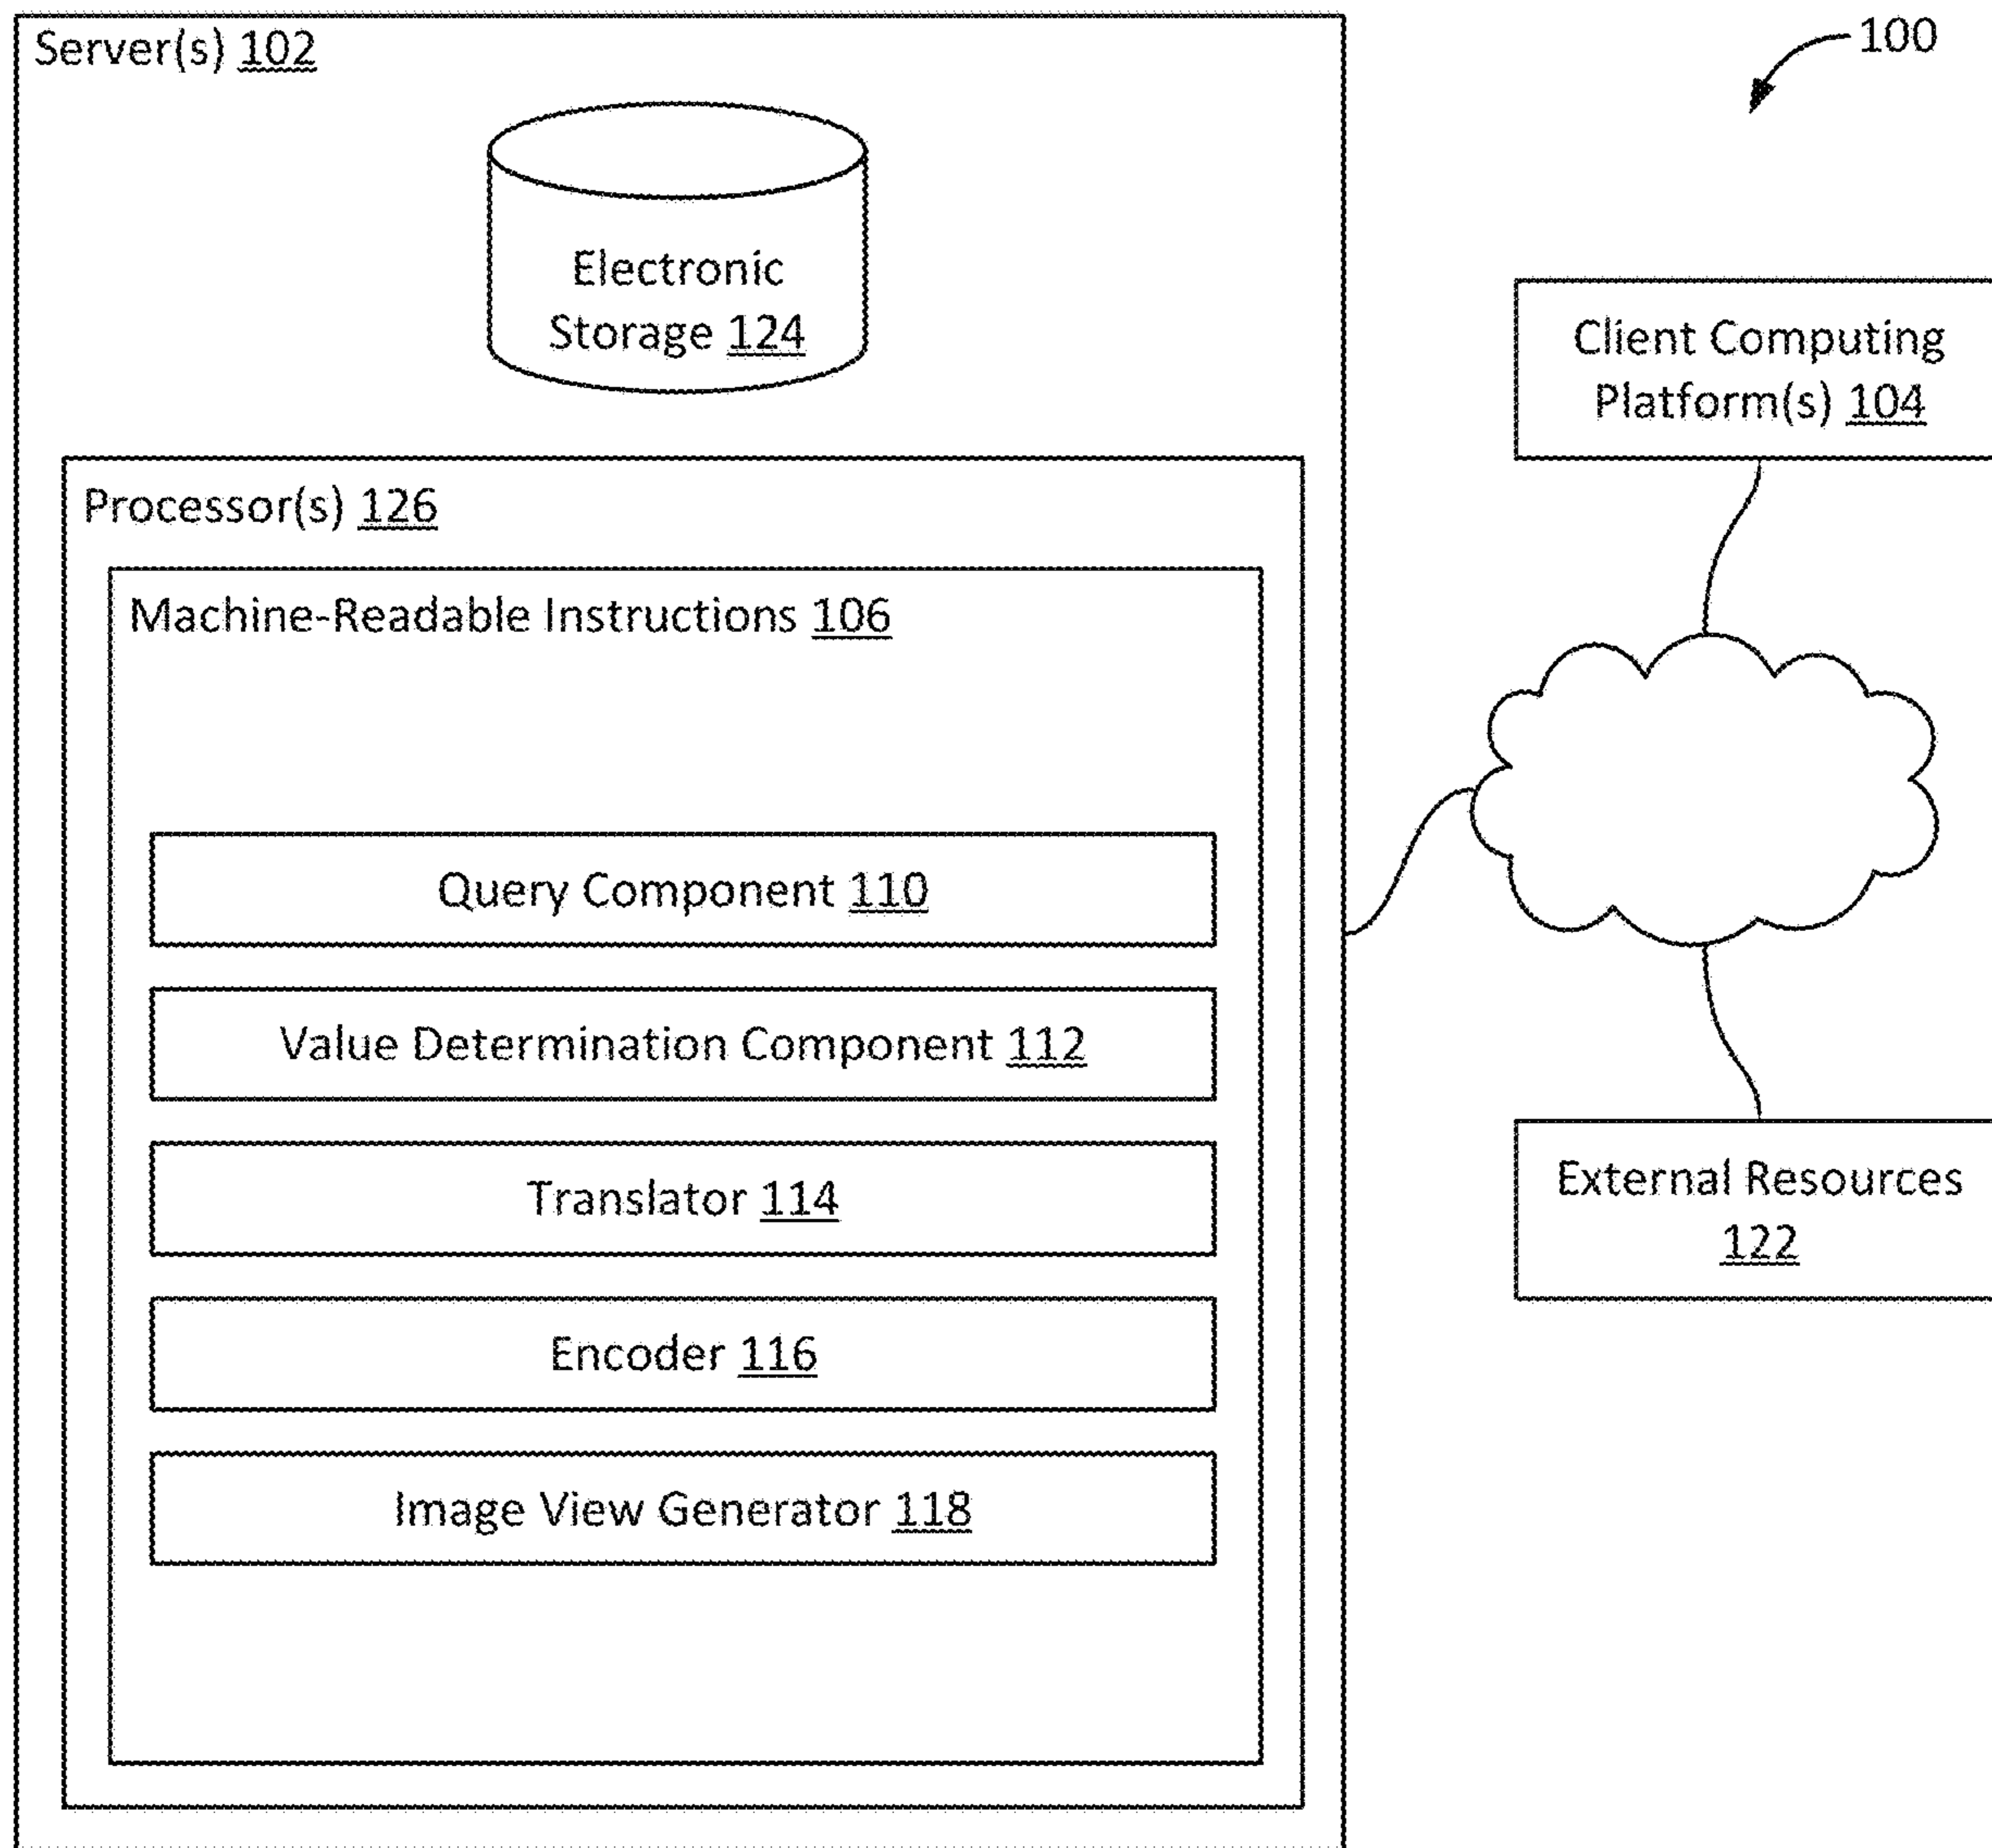 Server(s) 102
100
Electronic
Storage 124
Client Computing
Platform(s) 104
Processor(s) 126
Machine-Readable Instructions 106
Query Component 110
Value Determination Component 112
Translator 114
Encoder 116
Image View Generator 118
External Resources
122